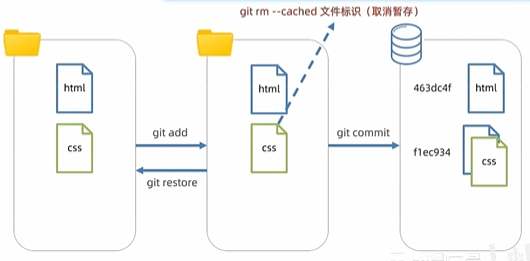 git rm --cached 文件标识（取消暂存）
html
css
git add
git restore
html
css
git commit
463dc4f
html
f1ec934
css